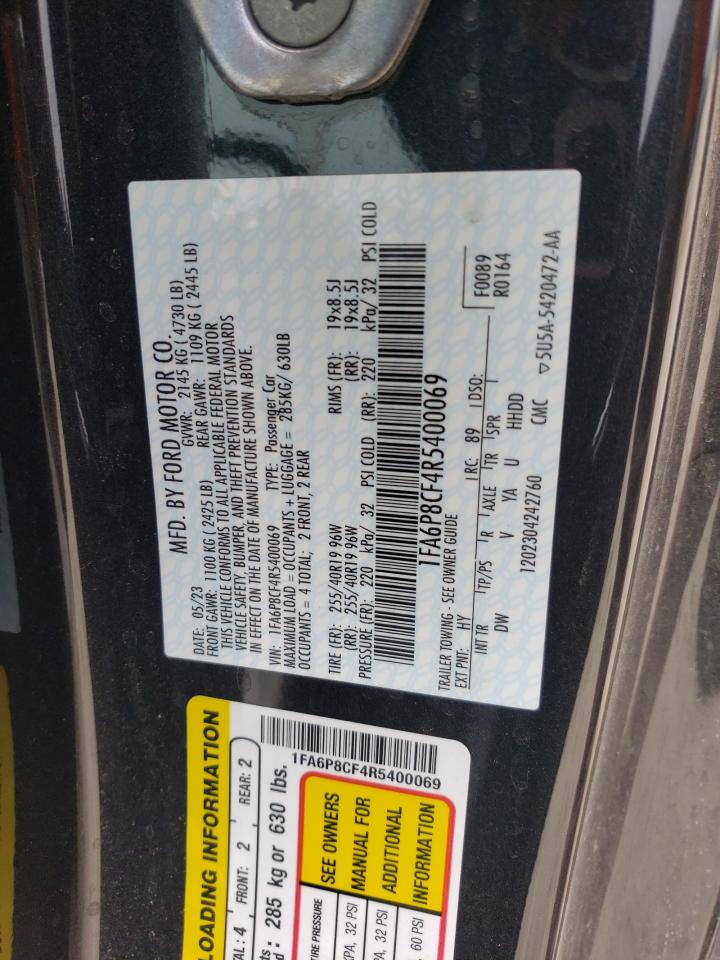 MFD. BY FORD MOTOR CO.
DATE: 05/23 GVWR: 2145 KG ( 4730 LB)
FRONT GAWR: 1100 KG (2425 LB) REAR GAWR: 1109 KG ( 2445 LB)
THIS VEHICLE CONFORMS TO ALL APPLICABLE FEDERAL MOTOR
VEHICLE SAFETY, BUMPER, AND THEFT PREVENTION STANDARDS
IN EFFECT ON THE DATE OF MANUFACTURE SHOWN ABOVE.
VIN: 1FA6P8CF4R5400069 TYPE: Passenger Car
MAXIMUM LOAD = OCCUPANTS + LUGGAGE = 285KG/ 630LB
OCCUPANTS = 4 TOTAL; 2 FRONT, 2 REAR
TIRE (FR): 255/40R19 96W RIMS (FR): 19x8.5J
(RR): 255/40R19 96W (RR): 19x8.5J
PRESSURE (FR): 220 kPa/ 32 PSI COLD (RR): 220 kPa/ 32 PSI COLD
1FA6P8CF4R5400069
TRAILER TOWING - SEE OWNER GUIDE
EXT PNT: HY RC: 89 DSO: F0089
R0164
INT TR TP/PS R AXLE TR SPR
DW V YA U HHDD
1202304242760 CMC ▽5U5A-5420472-AA
LOADING INFORMATION
AL : 4 FRONT: 2 REAR: 2
ts : 285 kg or 630 lbs.
d
1FA6P8CF4R5400069
TIRE PRESSURE
PA, 32 PSI
PA, 32 PSI
, 60 PSI
SEE OWNERS
MANUAL FOR
ADDITIONAL
INFORMATION